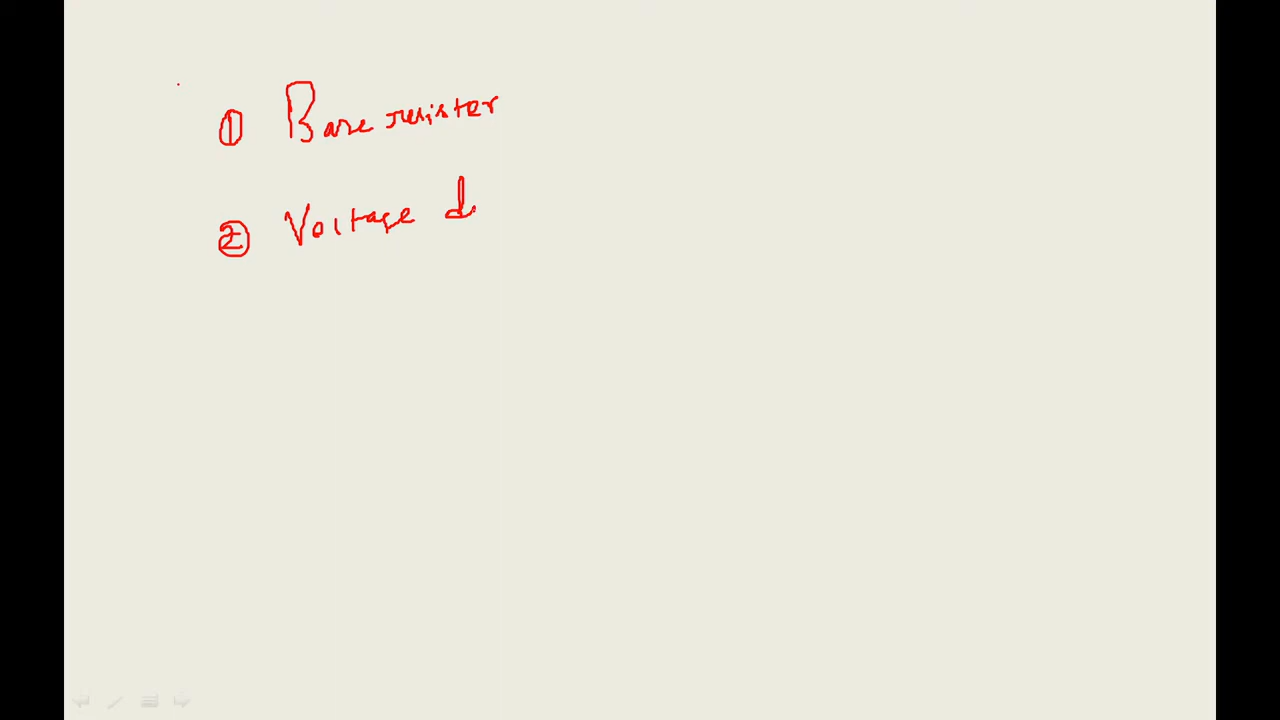 ① Base resister
② Voltage d